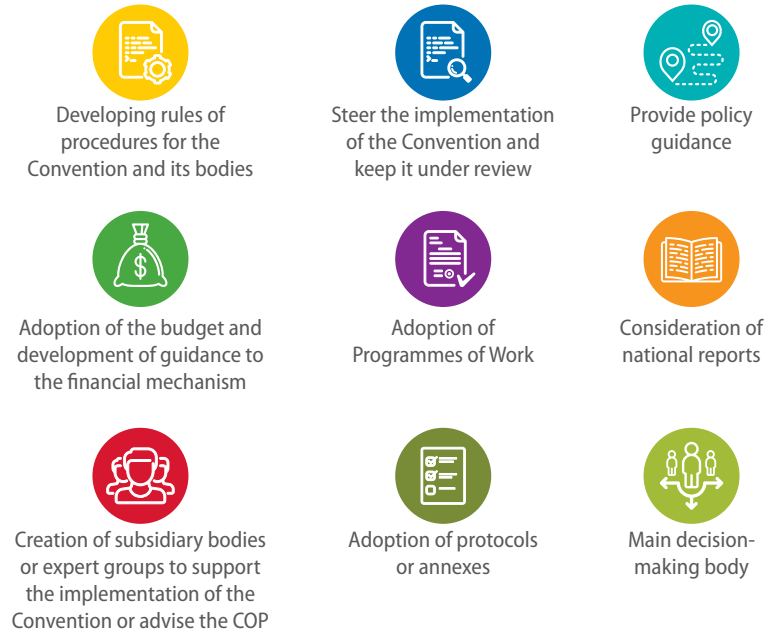 Developing rules of
procedures for the
Convention and its bodies
Steer the implementation
of the Convention and
keep it under review
Provide policy
guidance
$
Adoption of the budget and
development of guidance to
the financial mechanism
Adoption of
Programmes of Work
Consideration of
national reports
Creation of subsidiary bodies
or expert groups to support
the implementation of the
Convention or advise the COP
Adoption of protocols
or annexes
Main decision-
making body